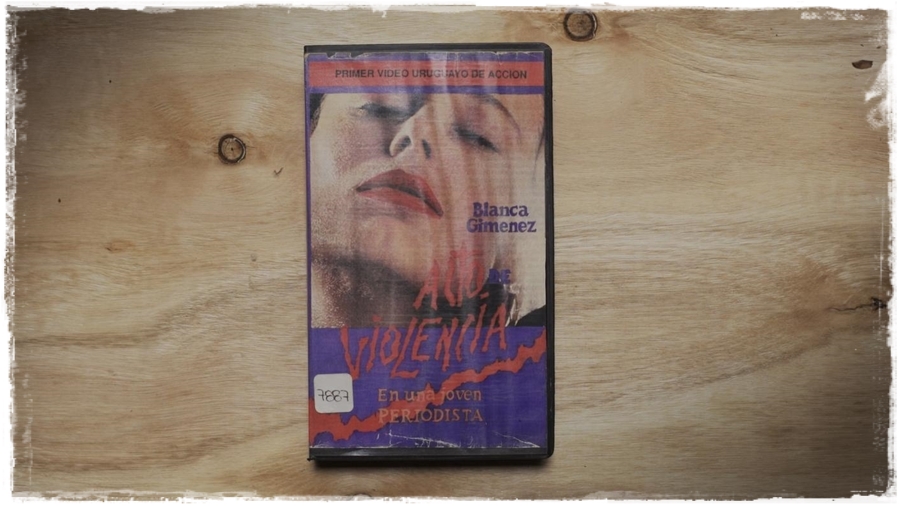 PRIMER VIDEO URUGUAYO DE ACCION
Blanca
Gimenez
ACTO DE
VIOLENCIA
7887
En una joven
PERIODISTA